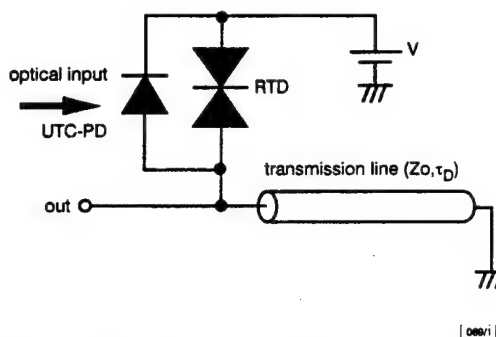 V
optical input
RTD
UTC-PD
transmission line (Zo,τD)
out